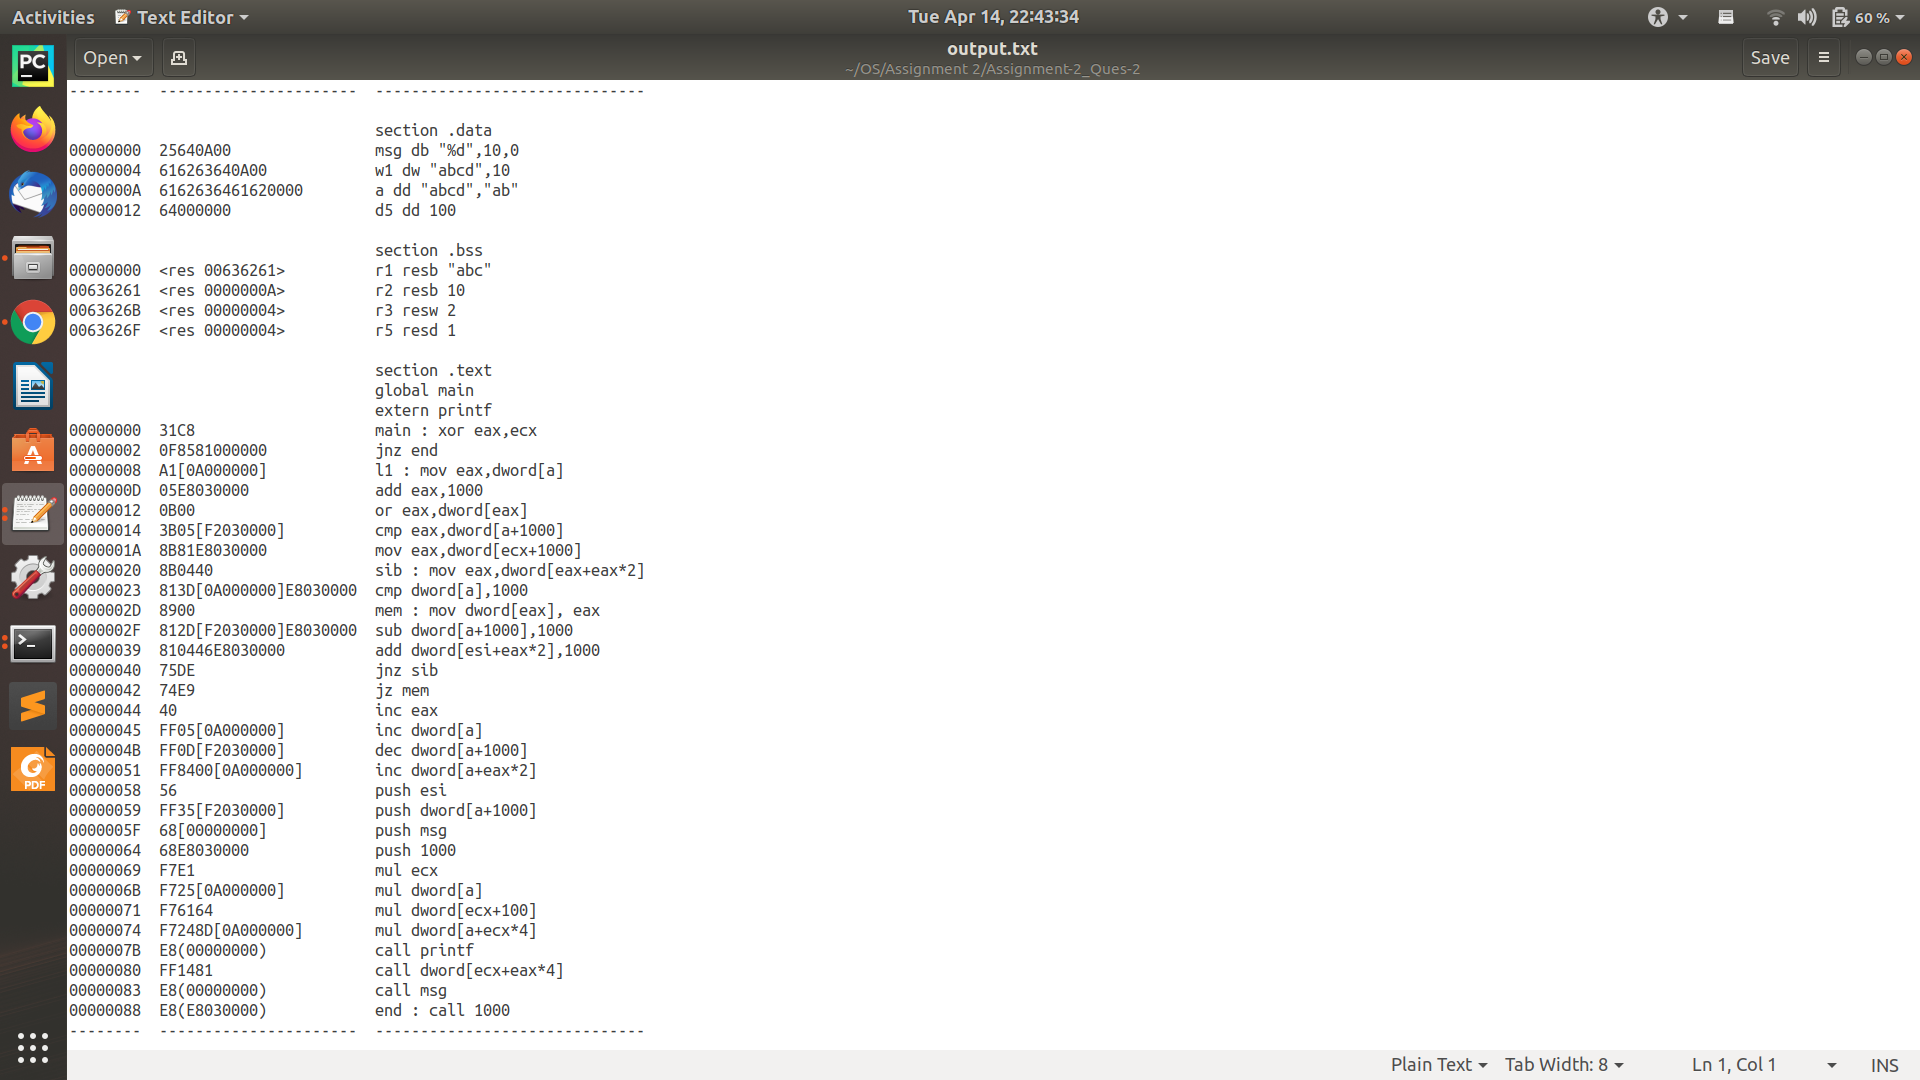 Activities Text Editor Tue Apr 14, 22:43:34 60 %
Open output.txt Save
~/OS/Assignment 2/Assignment-2_Ques-2
-------- ---------------------- ------------------------------
section .data
00000000 25640A00 msg db "%d",10,0
00000004 616263640A00 w1 dw "abcd",10
0000000A 6162636461620000 a dd "abcd","ab"
00000012 64000000 d5 dd 100
section .bss
00000000 <res 00636261> r1 resb "abc"
00636261 <res 0000000A> r2 resb 10
0063626B <res 00000004> r3 resw 2
0063626F <res 00000004> r5 resd 1
section .text
global main
extern printf
00000000 31C8 main : xor eax,ecx
00000002 0F8581000000 jnz end
00000008 A1[0A000000] l1 : mov eax,dword[a]
0000000D 05E8030000 add eax,1000
00000012 0B00 or eax,dword[eax]
00000014 3B05[F2030000] cmp eax,dword[a+1000]
0000001A 8B81E8030000 mov eax,dword[ecx+1000]
00000020 8B0440 sib : mov eax,dword[eax+eax*2]
00000023 813D[0A000000]E8030000 cmp dword[a],1000
0000002D 8900 mem : mov dword[eax], eax
0000002F 812D[F2030000]E8030000 sub dword[a+1000],1000
00000039 810446E8030000 add dword[esi+eax*2],1000
00000040 75DE jnz sib
00000042 74E9 jz mem
00000044 40 inc eax
00000045 FF05[0A000000] inc dword[a]
0000004B FF0D[F2030000] dec dword[a+1000]
00000051 FF8400[0A000000] inc dword[a+eax*2]
00000058 56 push esi
00000059 FF35[F2030000] push dword[a+1000]
0000005F 68[00000000] push msg
00000064 68E8030000 push 1000
00000069 F7E1 mul ecx
0000006B F725[0A000000] mul dword[a]
00000071 F76164 mul dword[ecx+100]
00000074 F7248D[0A000000] mul dword[a+ecx*4]
0000007B E8(00000000) call printf
00000080 FF1481 call dword[ecx+eax*4]
00000083 E8(00000000) call msg
00000088 E8(E8030000) end : call 1000
-------- ---------------------- ------------------------------
Plain Text Tab Width: 8 Ln 1, Col 1 INS
PC
A
>_
PDF